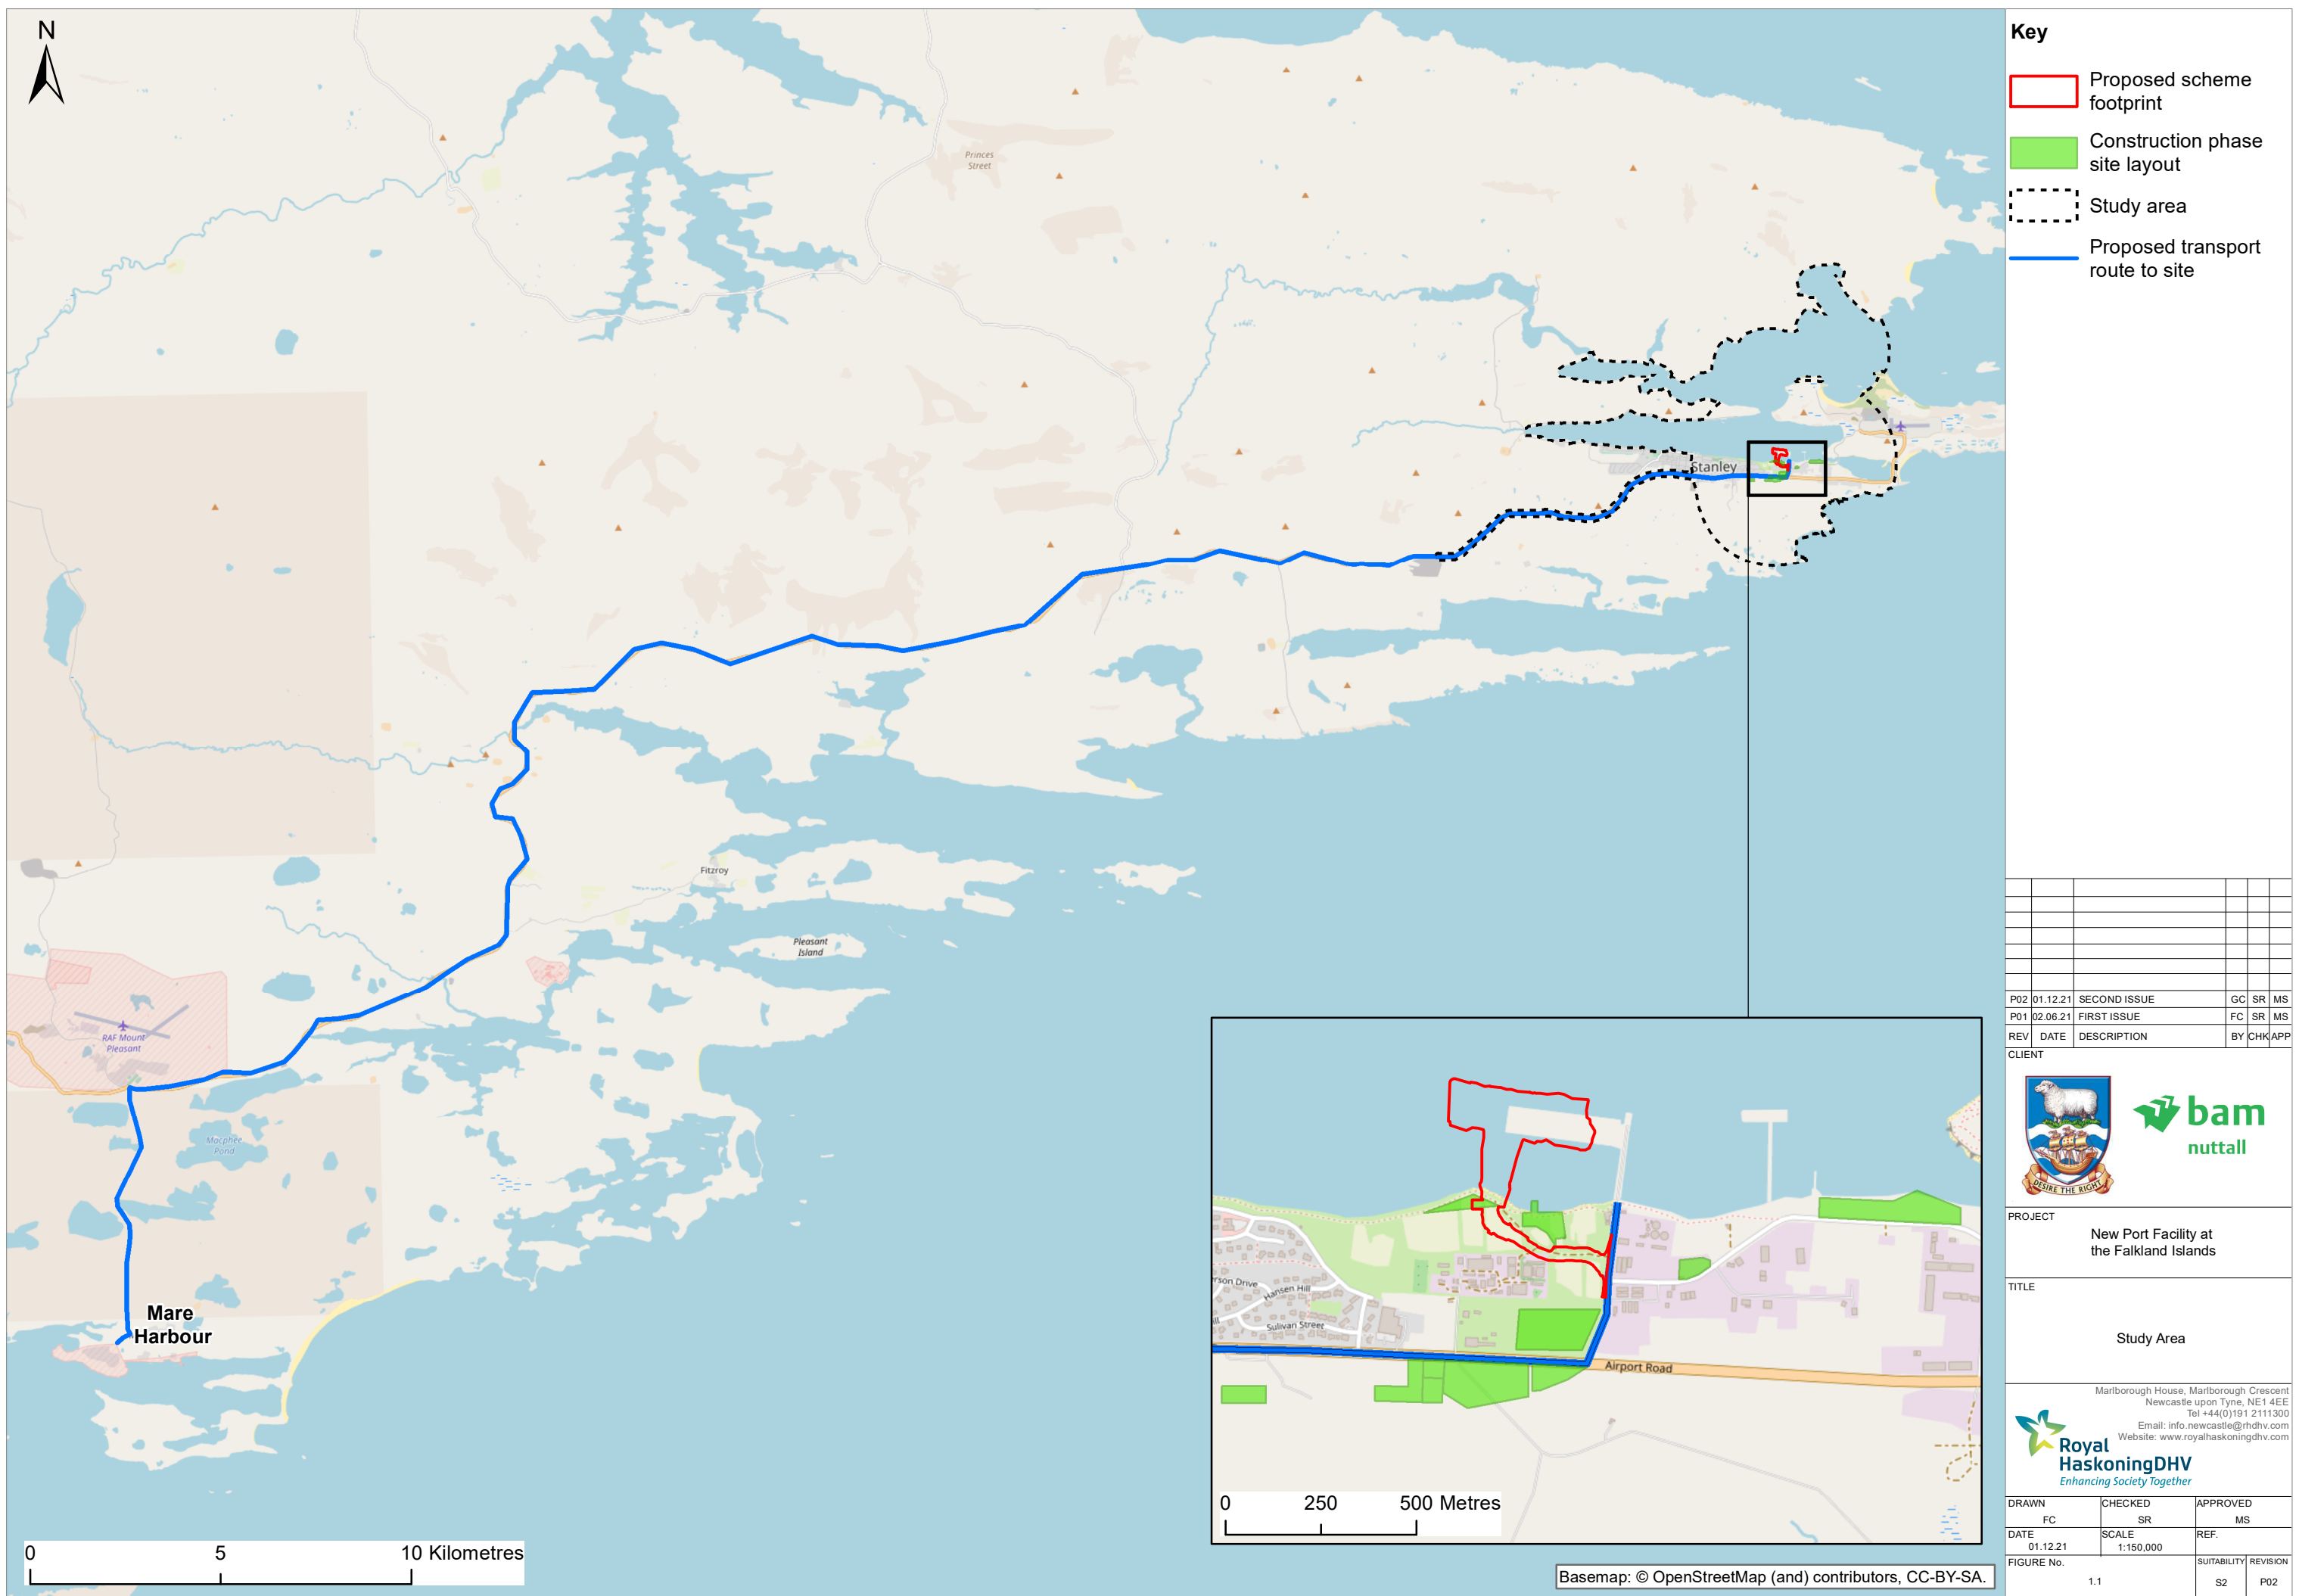 N
Princes
Street
Stanley
Fitzroy
Pleasant
Island
RAF Mount
Pleasant
Macphee
Pond
Mare
Harbour
0 5 10 Kilometres
Hansen Hill
Sulivan Street
Airport Road
0 250 500 Metres
Basemap: © OpenStreetMap (and) contributors, CC-BY-SA.
Key
Proposed scheme
footprint
Construction phase
site layout
Study area
Proposed transport
route to site
P02 01.12.21 SECOND ISSUE GC SR MS
P01 02.06.21 FIRST ISSUE FC SR MS
REV DATE DESCRIPTION BY CHK APP
CLIENT
DESIRE THE RIGHT
bam
nuttall
PROJECT
New Port Facility at
the Falkland Islands
TITLE
Study Area
Marlborough House, Marlborough Crescent
Newcastle upon Tyne, NE1 4EE
Tel +44(0)191 2111300
Email: info.newcastle@rhdhv.com
Website: www.royalhaskoningdhv.com
Royal
HaskoningDHV
Enhancing Society Together
DRAWN CHECKED APPROVED
FC SR MS
DATE SCALE REF.
01.12.21 1:150,000
FIGURE No. SUITABILITY REVISION
1.1 S2 P02